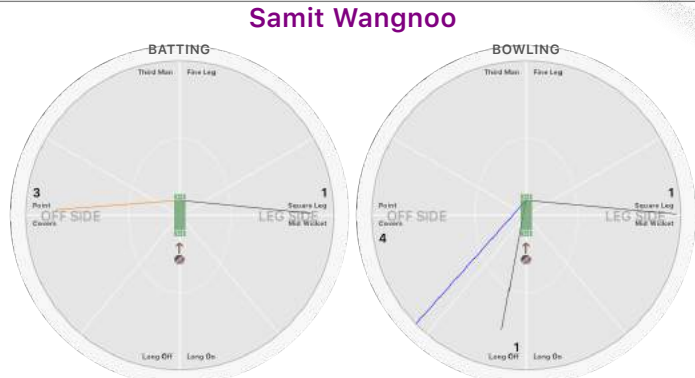 Samit Wangnoo
BATTING
Third Man Fine Leg
3
Point
OFF SIDE
Covers
1
Square Leg
LEG SIDE
Mid Wicket
Long Off Long On
BOWLING
Third Man Fine Leg
Point
OFF SIDE
Covers
4
1
Square Leg
LEG SIDE
Mid Wicket
1
Long Off Long On